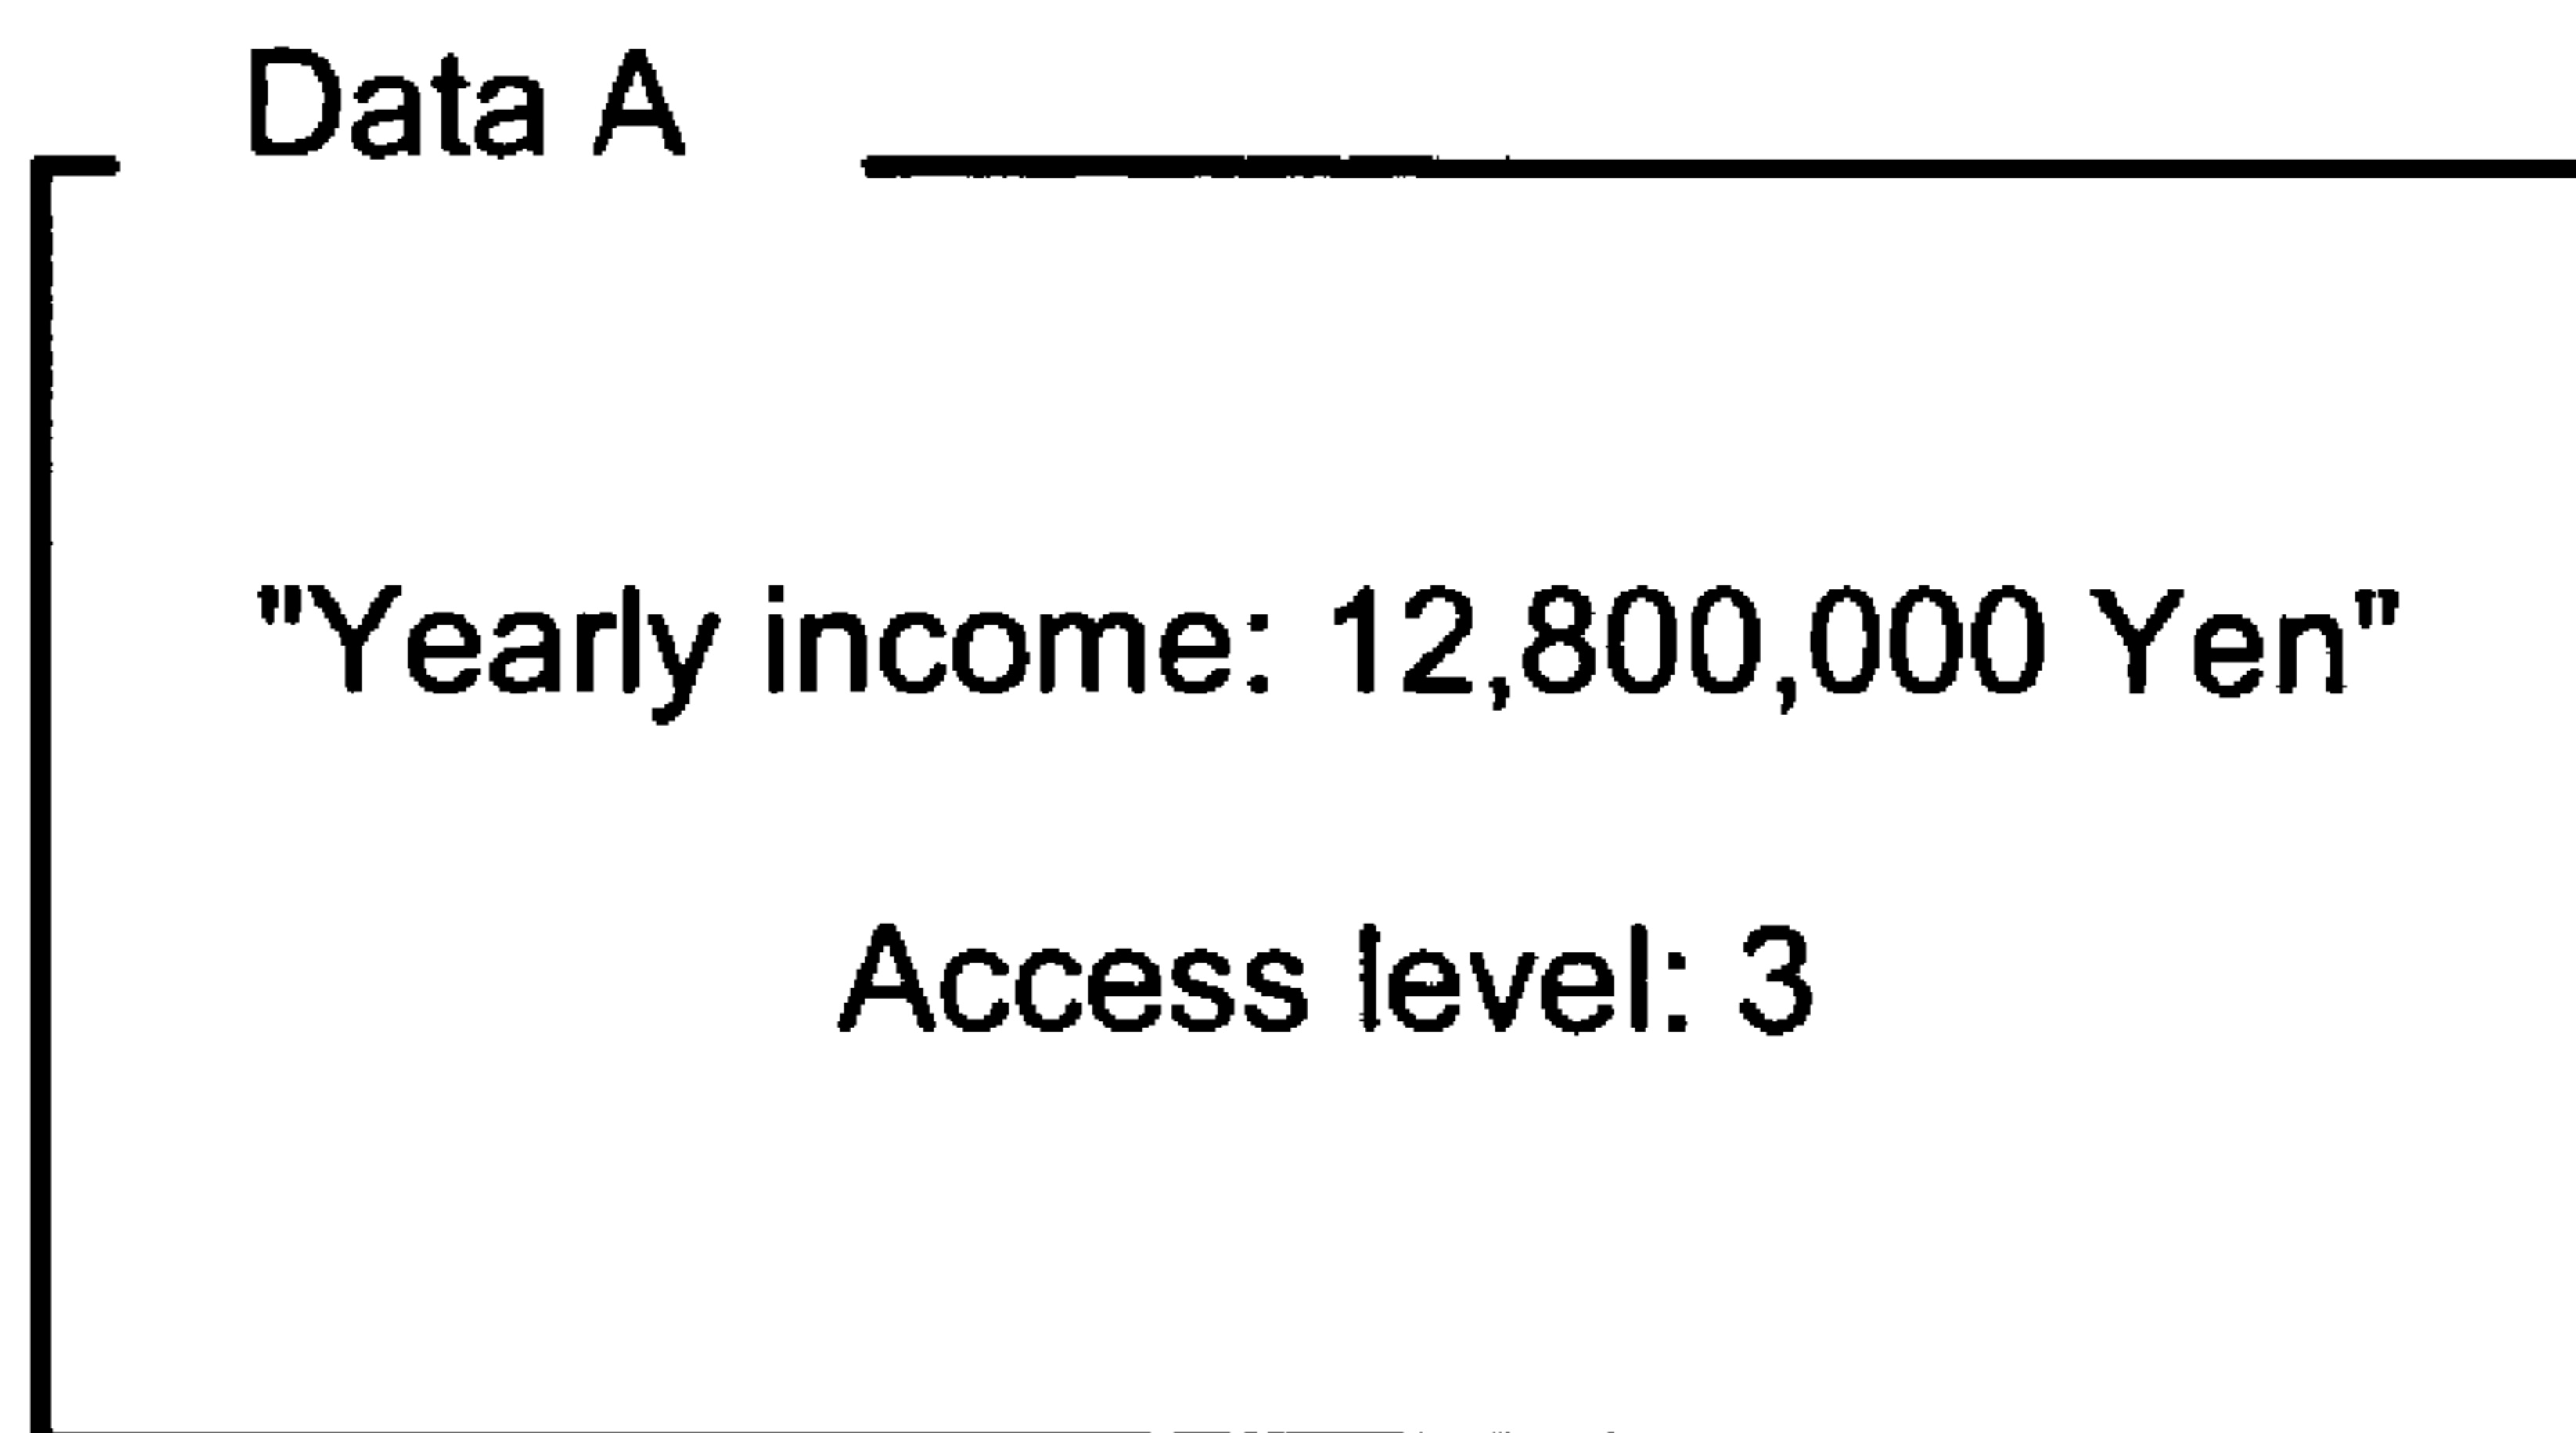 Data A
"Yearly income: 12,800,000 Yen"
Access level: 3